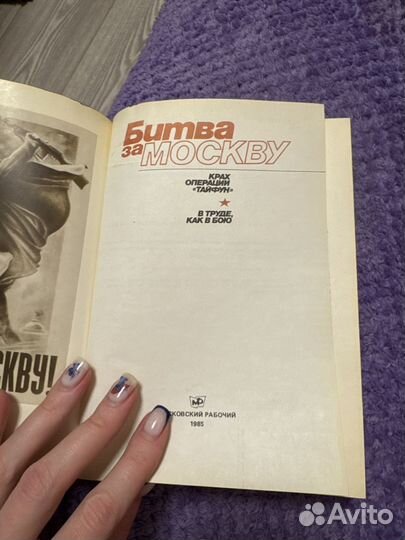 Битва
за МОСКВУ
КРАХ
ОПЕРАЦИИ
«ТАЙФУН»
В ТРУДЕ,
КАК В БОЮ
СКВУ!
МР
КОВСКИЙ РАБОЧИЙ
1985
Avito